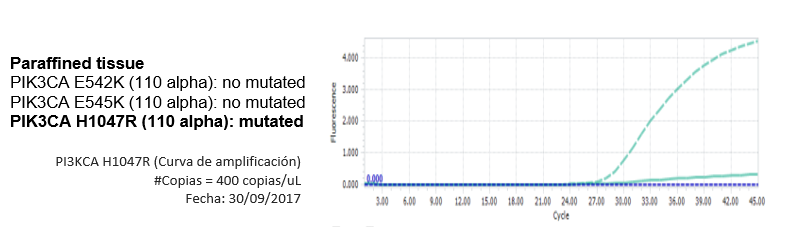 Paraffined tissue
PIK3CA E542K (110 alpha): no mutated
PIK3CA E545K (110 alpha): no mutated
PIK3CA H1047R (110 alpha): mutated
PI3KCA H1047R (Curva de amplificación)
#Copias = 400 copias/uL
Fecha: 30/09/2017
Fluorescence
4.000
3.000
2.000
1.000
0.000
0.000
3.00 6.00 9.00 12.00 15.00 18.00 21.00 24.00 27.00 30.00 33.00 36.00 39.00 42.00 45.00
Cycle